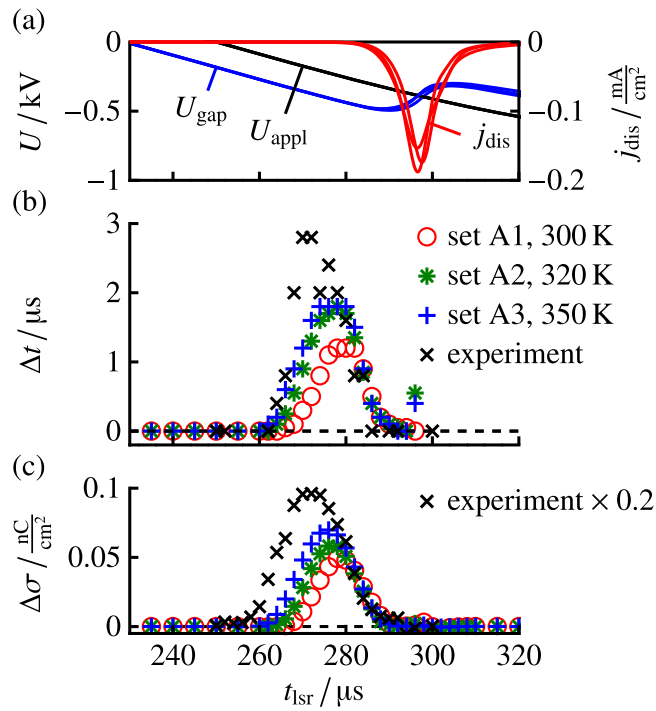 (a)
0
−0.5
−1
U / kV
U_gap
U_appl
j_dis
0
−0.1
−0.2
j_dis / mA/cm²
(b)
3
2
1
0
Δt / μs
set A1, 300 K
set A2, 320 K
set A3, 350 K
experiment
(c)
0.1
0.05
0
Δσ / nC/cm²
experiment × 0.2
240 260 280 300 320
t_lsr / μs